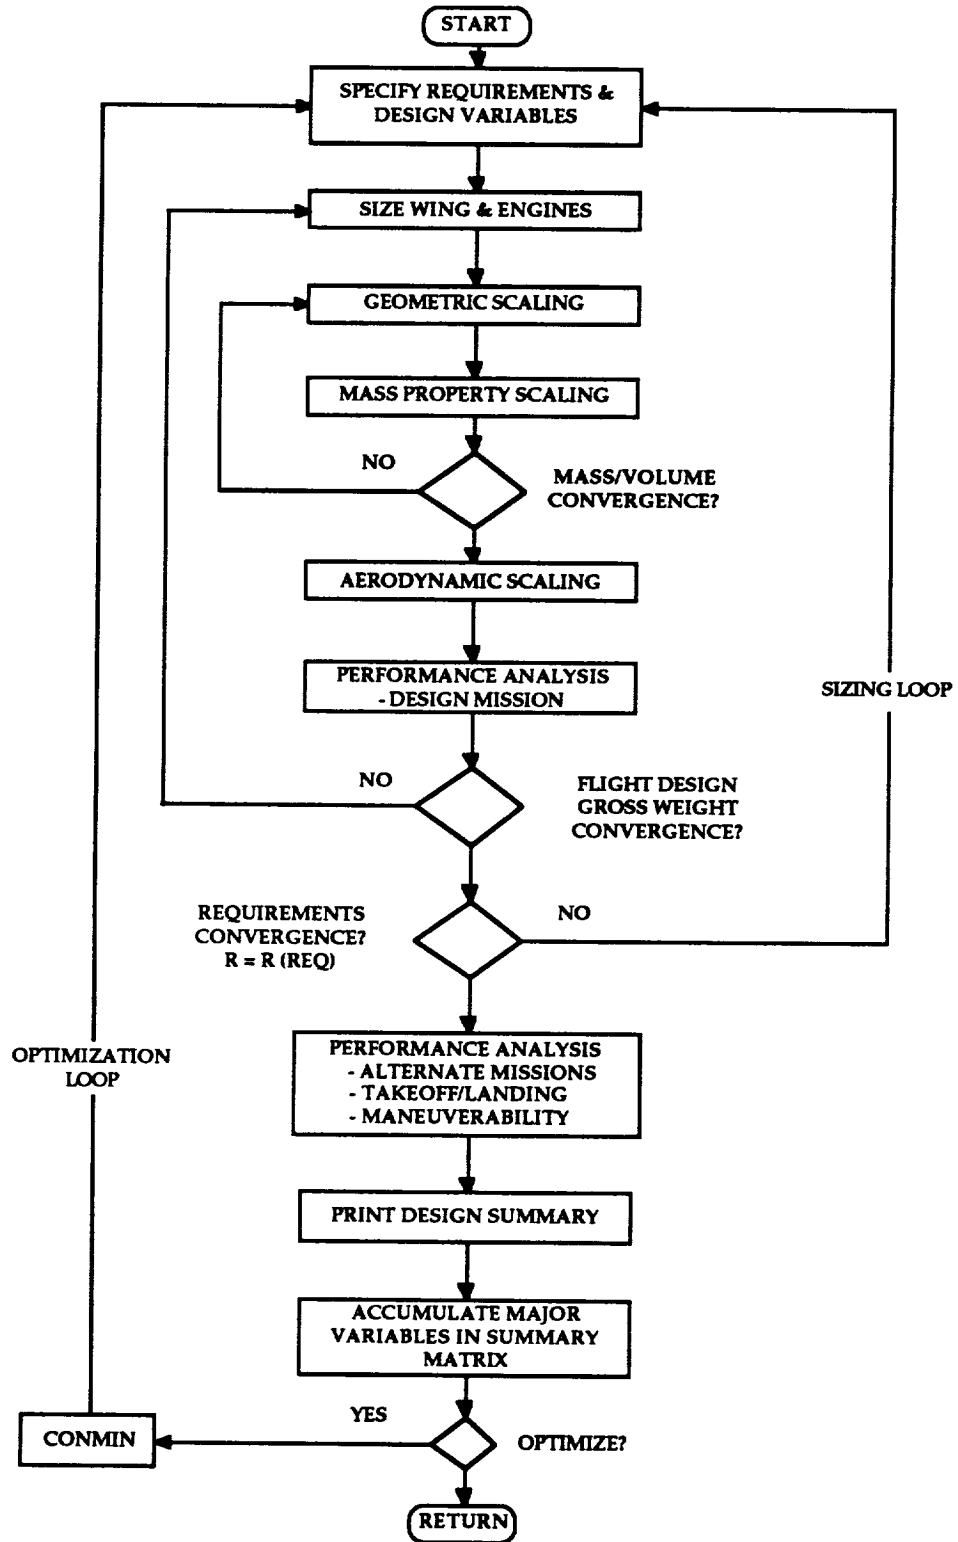 START
SPECIFY REQUIREMENTS &
DESIGN VARIABLES
SIZE WING & ENGINES
GEOMETRIC SCALING
MASS PROPERTY SCALING
NO
MASS/VOLUME
CONVERGENCE?
AERODYNAMIC SCALING
PERFORMANCE ANALYSIS
- DESIGN MISSION
SIZING LOOP
NO
FLIGHT DESIGN
GROSS WEIGHT
CONVERGENCE?
REQUIREMENTS
CONVERGENCE?
R = R (REQ)
NO
OPTIMIZATION
LOOP
PERFORMANCE ANALYSIS
- ALTERNATE MISSIONS
- TAKEOFF/LANDING
- MANEUVERABILITY
PRINT DESIGN SUMMARY
ACCUMULATE MAJOR
VARIABLES IN SUMMARY
MATRIX
YES
CONMIN
OPTIMIZE?
RETURN